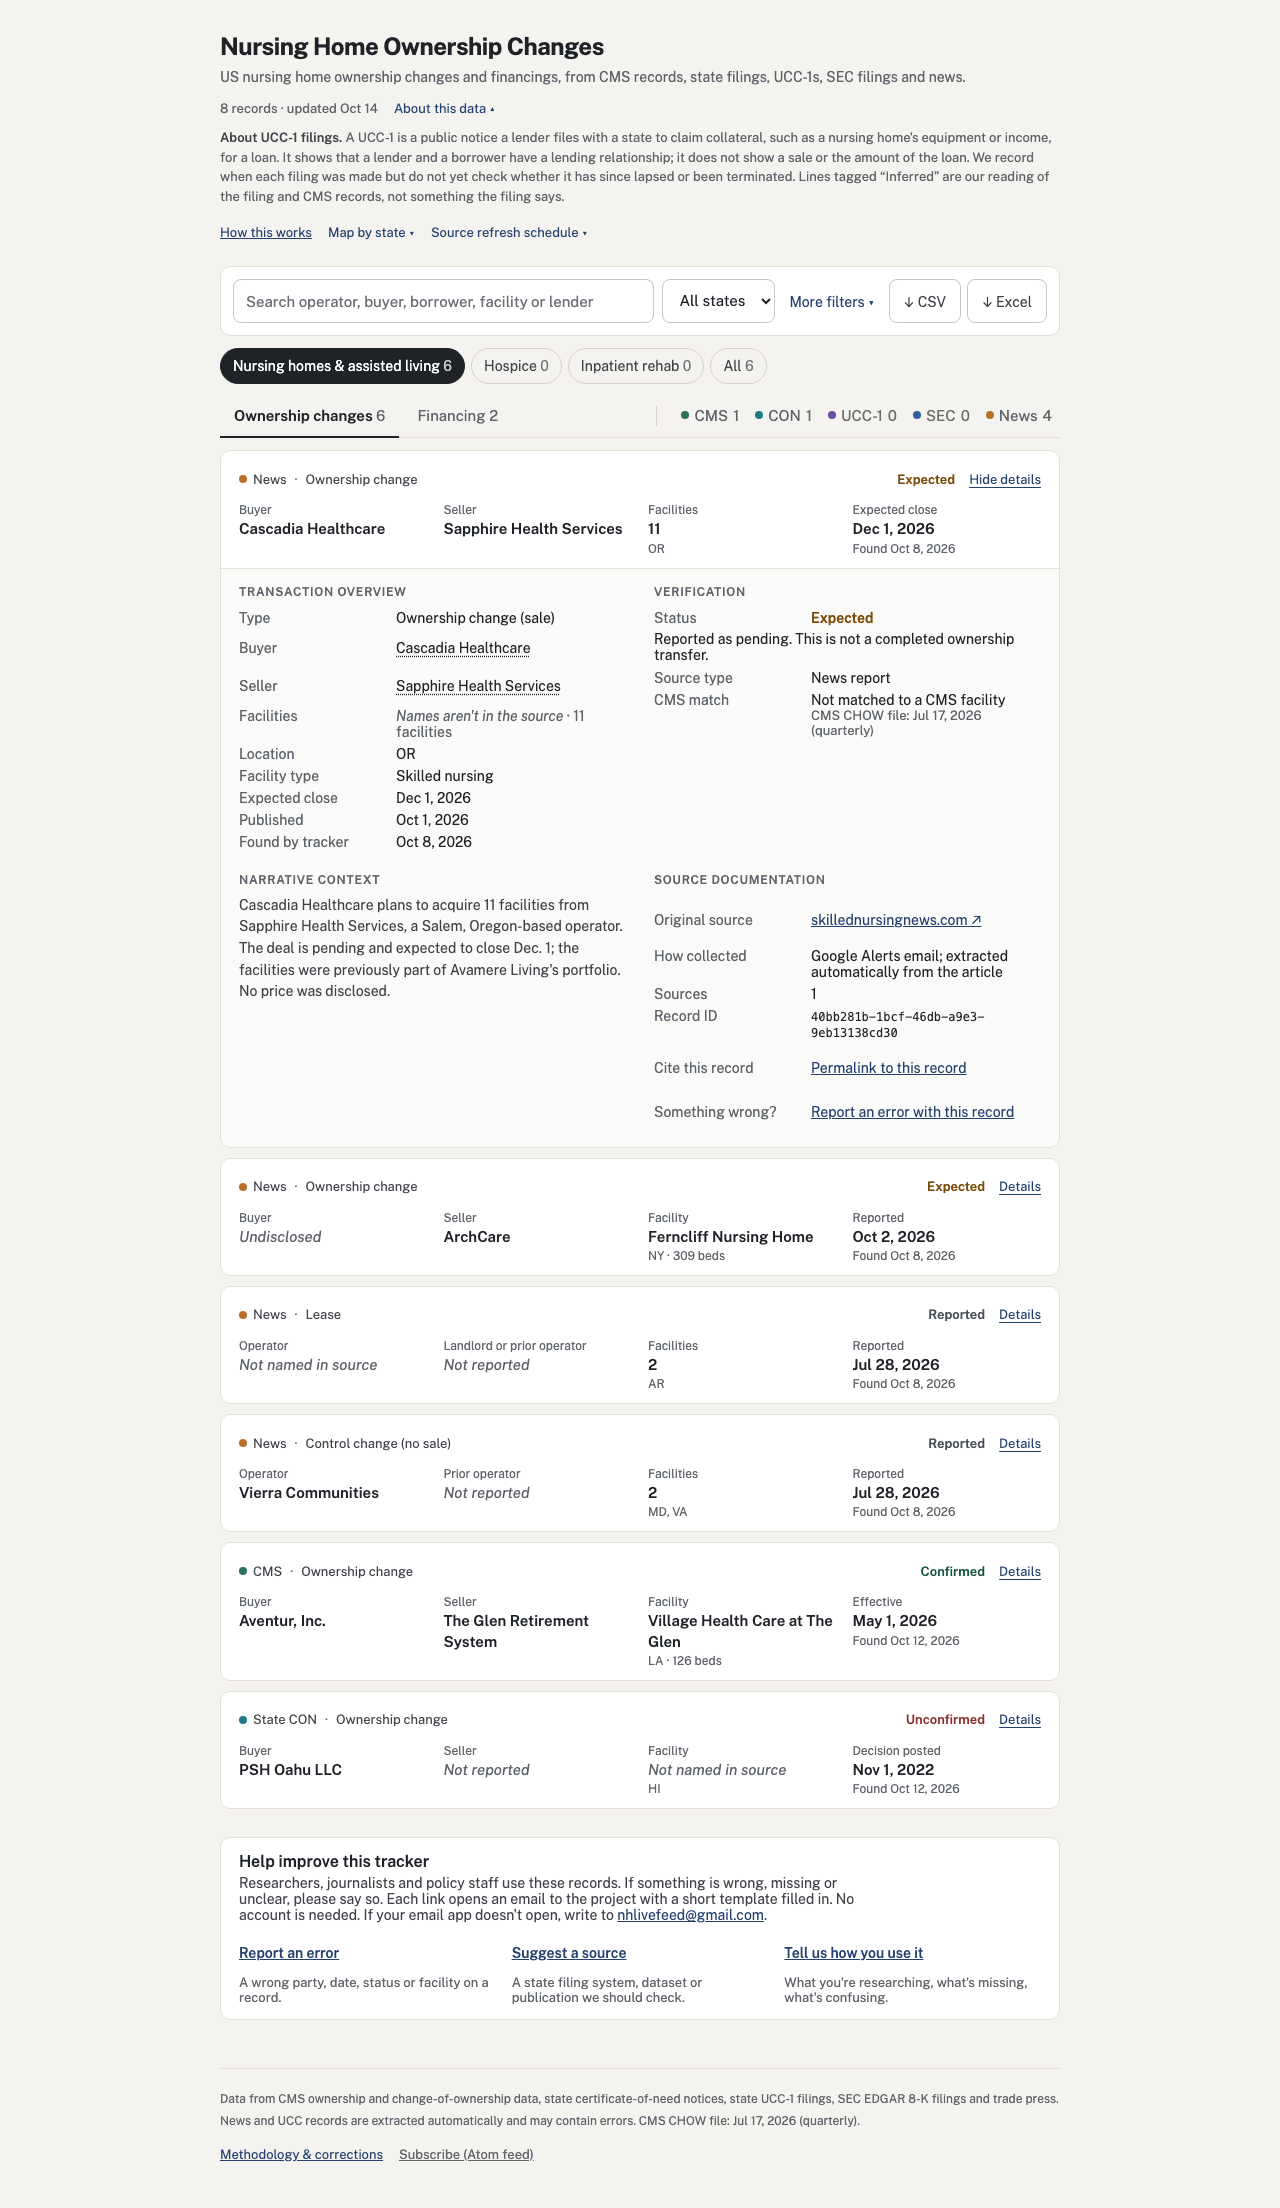 Nursing Home Ownership Changes
US nursing home ownership changes and financings, from CMS records, state filings, UCC-1s, SEC filings and news.
8 records · updated Oct 14 About this data ▴
About UCC-1 filings. A UCC-1 is a public notice a lender files with a state to claim collateral, such as a nursing home's equipment or income,
for a loan. It shows that a lender and a borrower have a lending relationship; it does not show a sale or the amount of the loan. We record
when each filing was made but do not yet check whether it has since lapsed or been terminated. Lines tagged “Inferred” are our reading of
the filing and CMS records, not something the filing says.
How this works Map by state ▾ Source refresh schedule ▾
Search operator, buyer, borrower, facility or lender All states More filters ▾ ↓ CSV ↓ Excel
Nursing homes & assisted living 6 Hospice 0 Inpatient rehab 0 All 6
Ownership changes 6 Financing 2 CMS 1 CON 1 UCC-1 0 SEC 0 News 4
News · Ownership change Expected Hide details
Buyer Seller Facilities Expected close
Cascadia Healthcare Sapphire Health Services 11 Dec 1, 2026
OR Found Oct 8, 2026
TRANSACTION OVERVIEW
Type Ownership change (sale)
Buyer Cascadia Healthcare
Seller Sapphire Health Services
Facilities Names aren't in the source · 11
facilities
Location OR
Facility type Skilled nursing
Expected close Dec 1, 2026
Published Oct 1, 2026
Found by tracker Oct 8, 2026
VERIFICATION
Status Expected
Reported as pending. This is not a completed ownership
transfer.
Source type News report
CMS match Not matched to a CMS facility
CMS CHOW file: Jul 17, 2026
(quarterly)
NARRATIVE CONTEXT
Cascadia Healthcare plans to acquire 11 facilities from
Sapphire Health Services, a Salem, Oregon-based operator.
The deal is pending and expected to close Dec. 1; the
facilities were previously part of Avamere Living's portfolio.
No price was disclosed.
SOURCE DOCUMENTATION
Original source skillednursingnews.com ↗
How collected Google Alerts email; extracted
automatically from the article
Sources 1
Record ID 40bb281b-1bcf-46db-a9e3-
9eb13138cd30
Cite this record Permalink to this record
Something wrong? Report an error with this record
News · Ownership change Expected Details
Buyer Seller Facility Reported
Undisclosed ArchCare Ferncliff Nursing Home Oct 2, 2026
NY · 309 beds Found Oct 8, 2026
News · Lease Reported Details
Operator Landlord or prior operator Facilities Reported
Not named in source Not reported 2 Jul 28, 2026
AR Found Oct 8, 2026
News · Control change (no sale) Reported Details
Operator Prior operator Facilities Reported
Vierra Communities Not reported 2 Jul 28, 2026
MD, VA Found Oct 8, 2026
CMS · Ownership change Confirmed Details
Buyer Seller Facility Effective
Aventur, Inc. The Glen Retirement Village Health Care at The May 1, 2026
System Glen Found Oct 12, 2026
LA · 126 beds
State CON · Ownership change Unconfirmed Details
Buyer Seller Facility Decision posted
PSH Oahu LLC Not reported Not named in source Nov 1, 2022
HI Found Oct 12, 2026
Help improve this tracker
Researchers, journalists and policy staff use these records. If something is wrong, missing or
unclear, please say so. Each link opens an email to the project with a short template filled in. No
account is needed. If your email app doesn't open, write to nhlivefeed@gmail.com.
Report an error Suggest a source Tell us how you use it
A wrong party, date, status or facility on a A state filing system, dataset or What you're researching, what's missing,
record. publication we should check. what's confusing.
Data from CMS ownership and change-of-ownership data, state certificate-of-need notices, state UCC-1 filings, SEC EDGAR 8-K filings and trade press.
News and UCC records are extracted automatically and may contain errors. CMS CHOW file: Jul 17, 2026 (quarterly).
Methodology & corrections Subscribe (Atom feed)